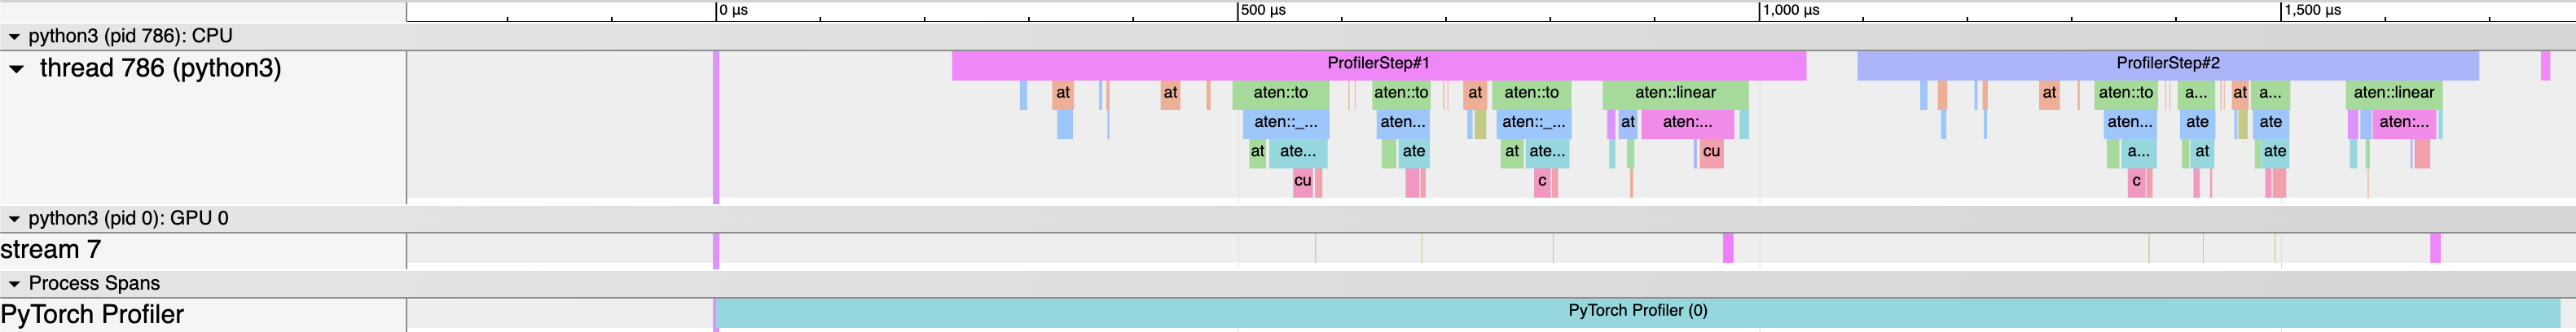 0 µs 500 µs 1,000 µs 1,500 µs
python3 (pid 786): CPU
thread 786 (python3)
ProfilerStep#1 ProfilerStep#2
at at aten::to aten::to at aten::to aten::linear at aten::to a... at a... aten::linear
aten::_... aten... aten::_... at aten:... aten... ate ate aten:...
at ate... ate at ate... cu a... at ate
cu c c
python3 (pid 0): GPU 0
stream 7
Process Spans
PyTorch Profiler
PyTorch Profiler (0)